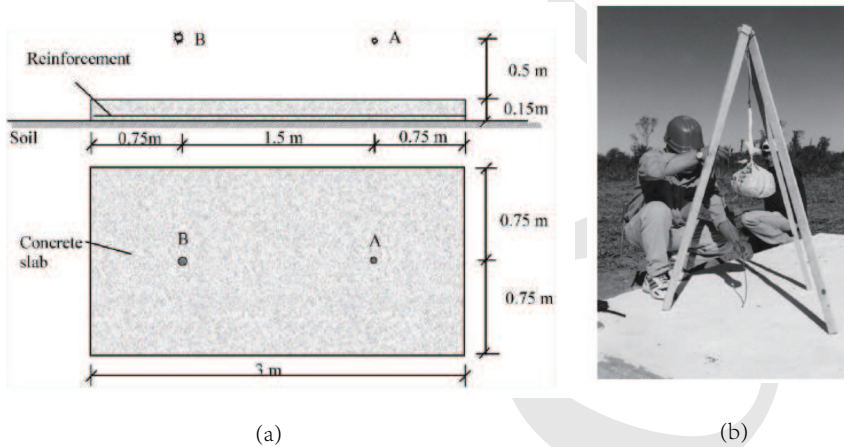 B
A
Reinforcement
0.5 m
0.15m
Soil
0.75m
1.5 m
0.75 m
B
A
Concrete
slab
0.75 m
0.75 m
3 m
(a)
(b)